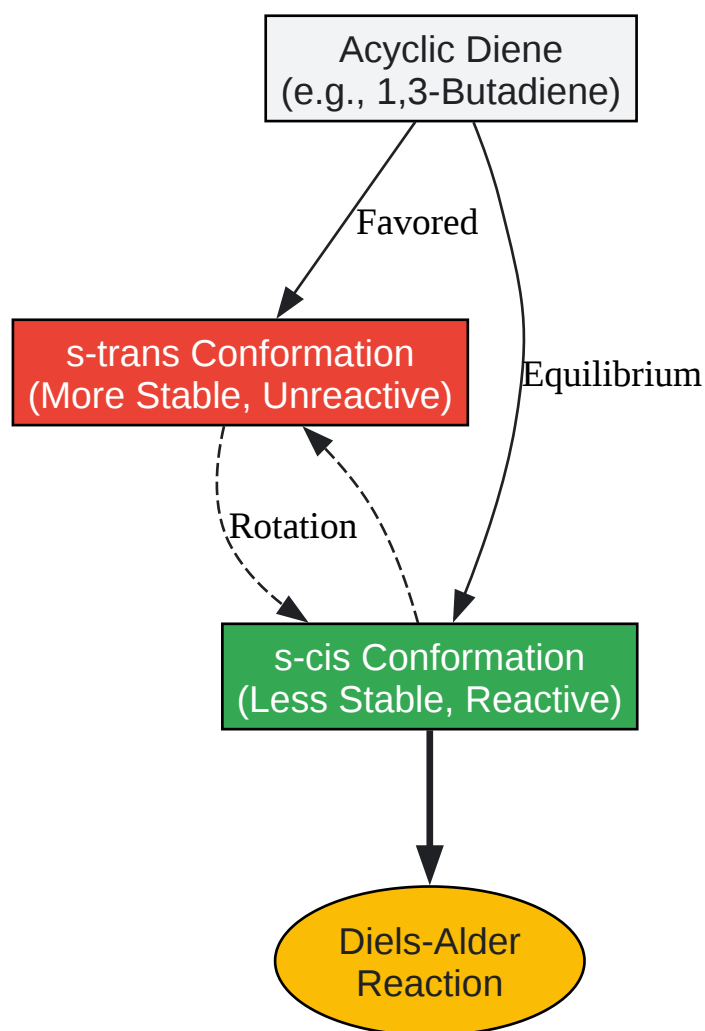 Acyclic Diene
(e.g., 1,3-Butadiene)
Favored
s-trans Conformation
(More Stable, Unreactive)
Equilibrium
Rotation
s-cis Conformation
(Less Stable, Reactive)
Diels-Alder
Reaction